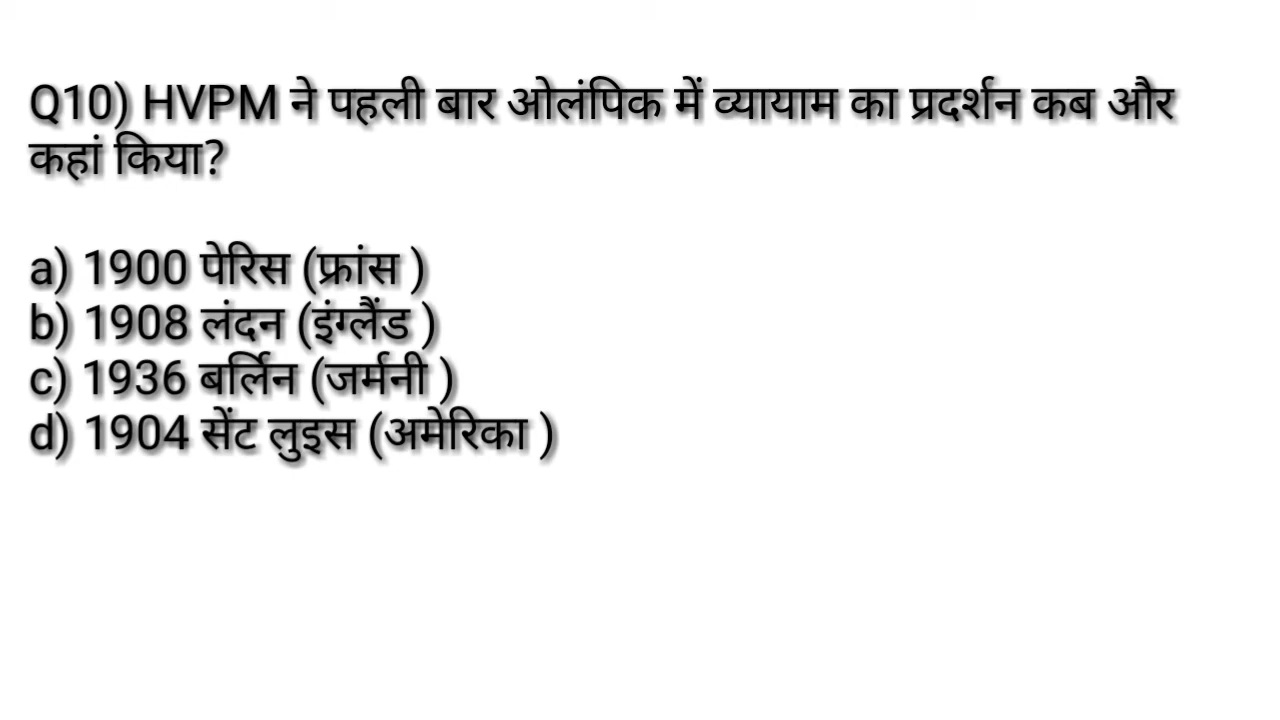 Q10) HVPM ने पहली बार ओलंपिक में व्यायाम का प्रदर्शन कब और
कहां किया?
a) 1900 पेरिस (फ्रांस )
b) 1908 लंदन (इंग्लैंड )
c) 1936 बर्लिन (जर्मनी )
d) 1904 सेंट लुइस (अमेरिका )